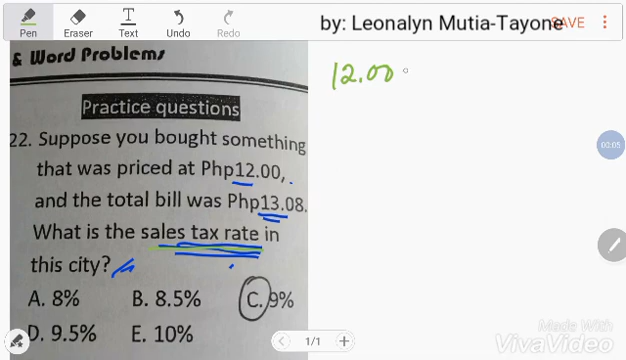 by: Leonalyn Mutia-Tayone
SAVE
Pen
Eraser
Text
Undo
Redo
& Word Problems
12.00
Practice questions
22. Suppose you bought something
that was priced at Php12.00,
and the total bill was Php13.08.
What is the sales tax rate in
this city?
A. 8% B. 8.5% C. 9%
D. 9.5% E. 10%
00:05
1/1
Made With
VivaVideo